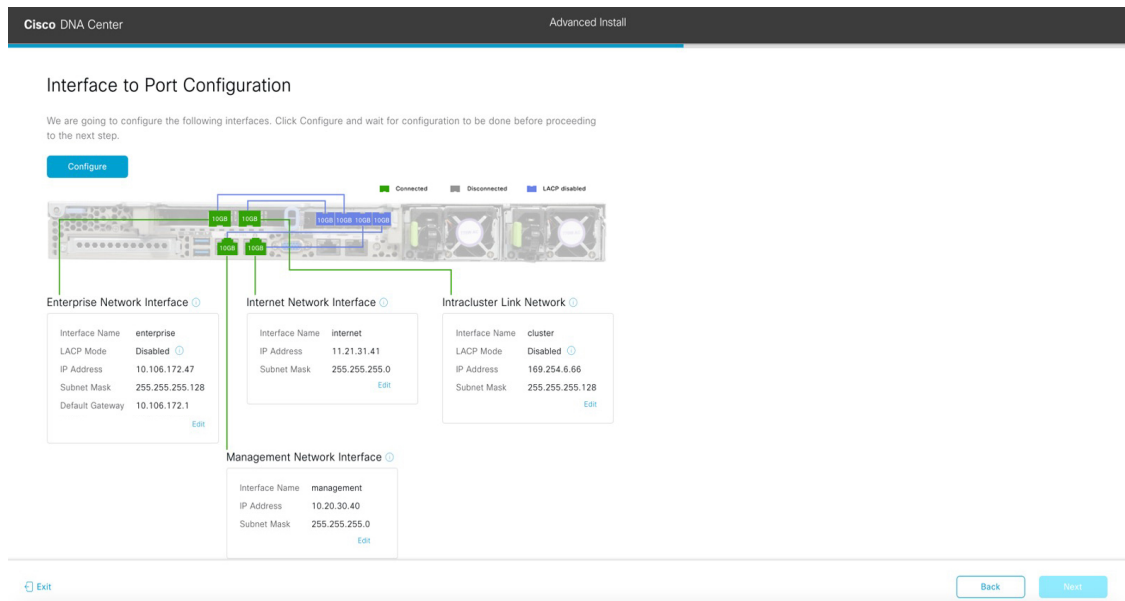 Cisco DNA Center
Advanced Install
Interface to Port Configuration
We are going to configure the following interfaces. Click Configure and wait for configuration to be done before proceeding
to the next step.
Configure
Connected Disconnected LACP disabled
10GB 10GB 10GB 10GB 10GB 10GB
10GB 10GB
Enterprise Network Interface
Interface Name enterprise
LACP Mode Disabled
IP Address 10.106.172.47
Subnet Mask 255.255.255.128
Default Gateway 10.106.172.1
Edit
Internet Network Interface
Interface Name internet
IP Address 11.21.31.41
Subnet Mask 255.255.255.0
Edit
Intracluster Link Network
Interface Name cluster
LACP Mode Disabled
IP Address 169.254.6.66
Subnet Mask 255.255.255.128
Edit
Management Network Interface
Interface Name management
IP Address 10.20.30.40
Subnet Mask 255.255.255.0
Edit
Exit
Back
Next